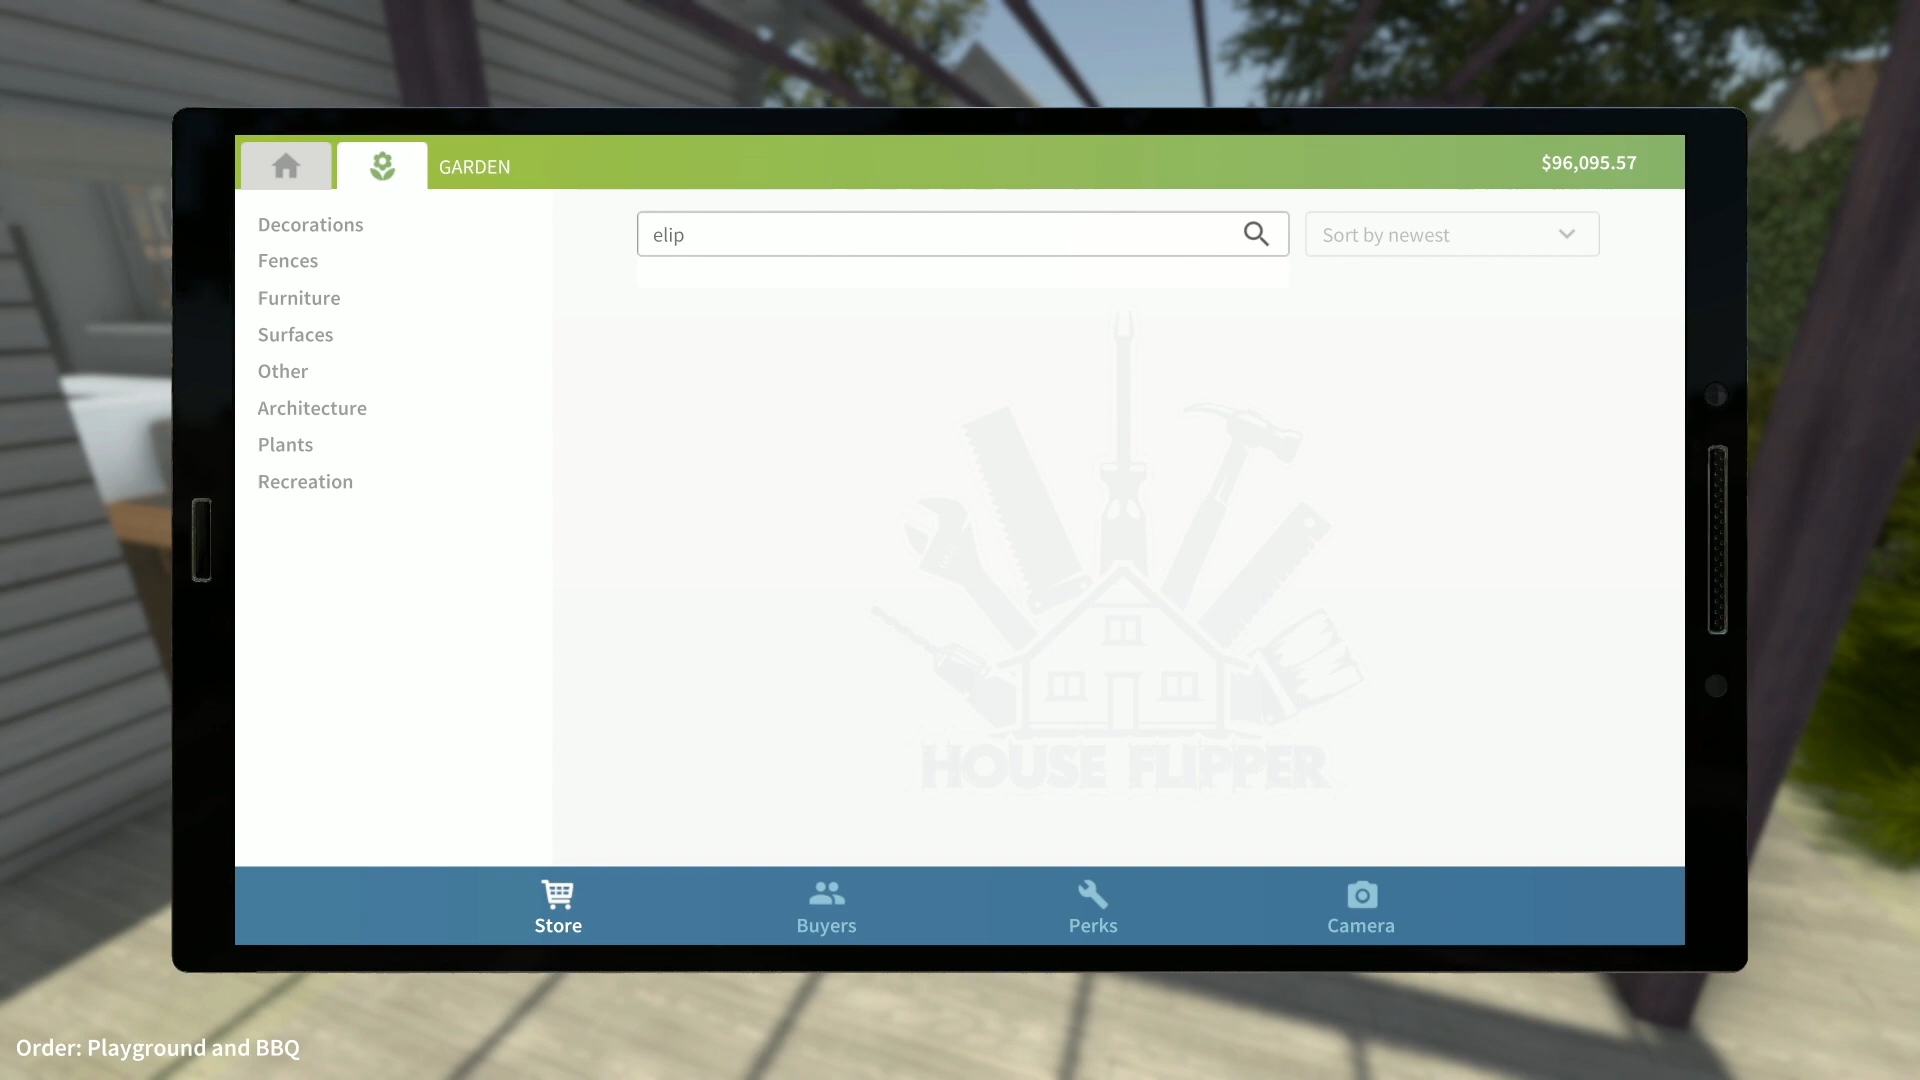 GARDEN
$96,095.57
Decorations
Fences
Furniture
Surfaces
Other
Architecture
Plants
Recreation
elip
Sort by newest
HOUSE FLIPPER
Store
Buyers
Perks
Camera
Order: Playground and BBQ